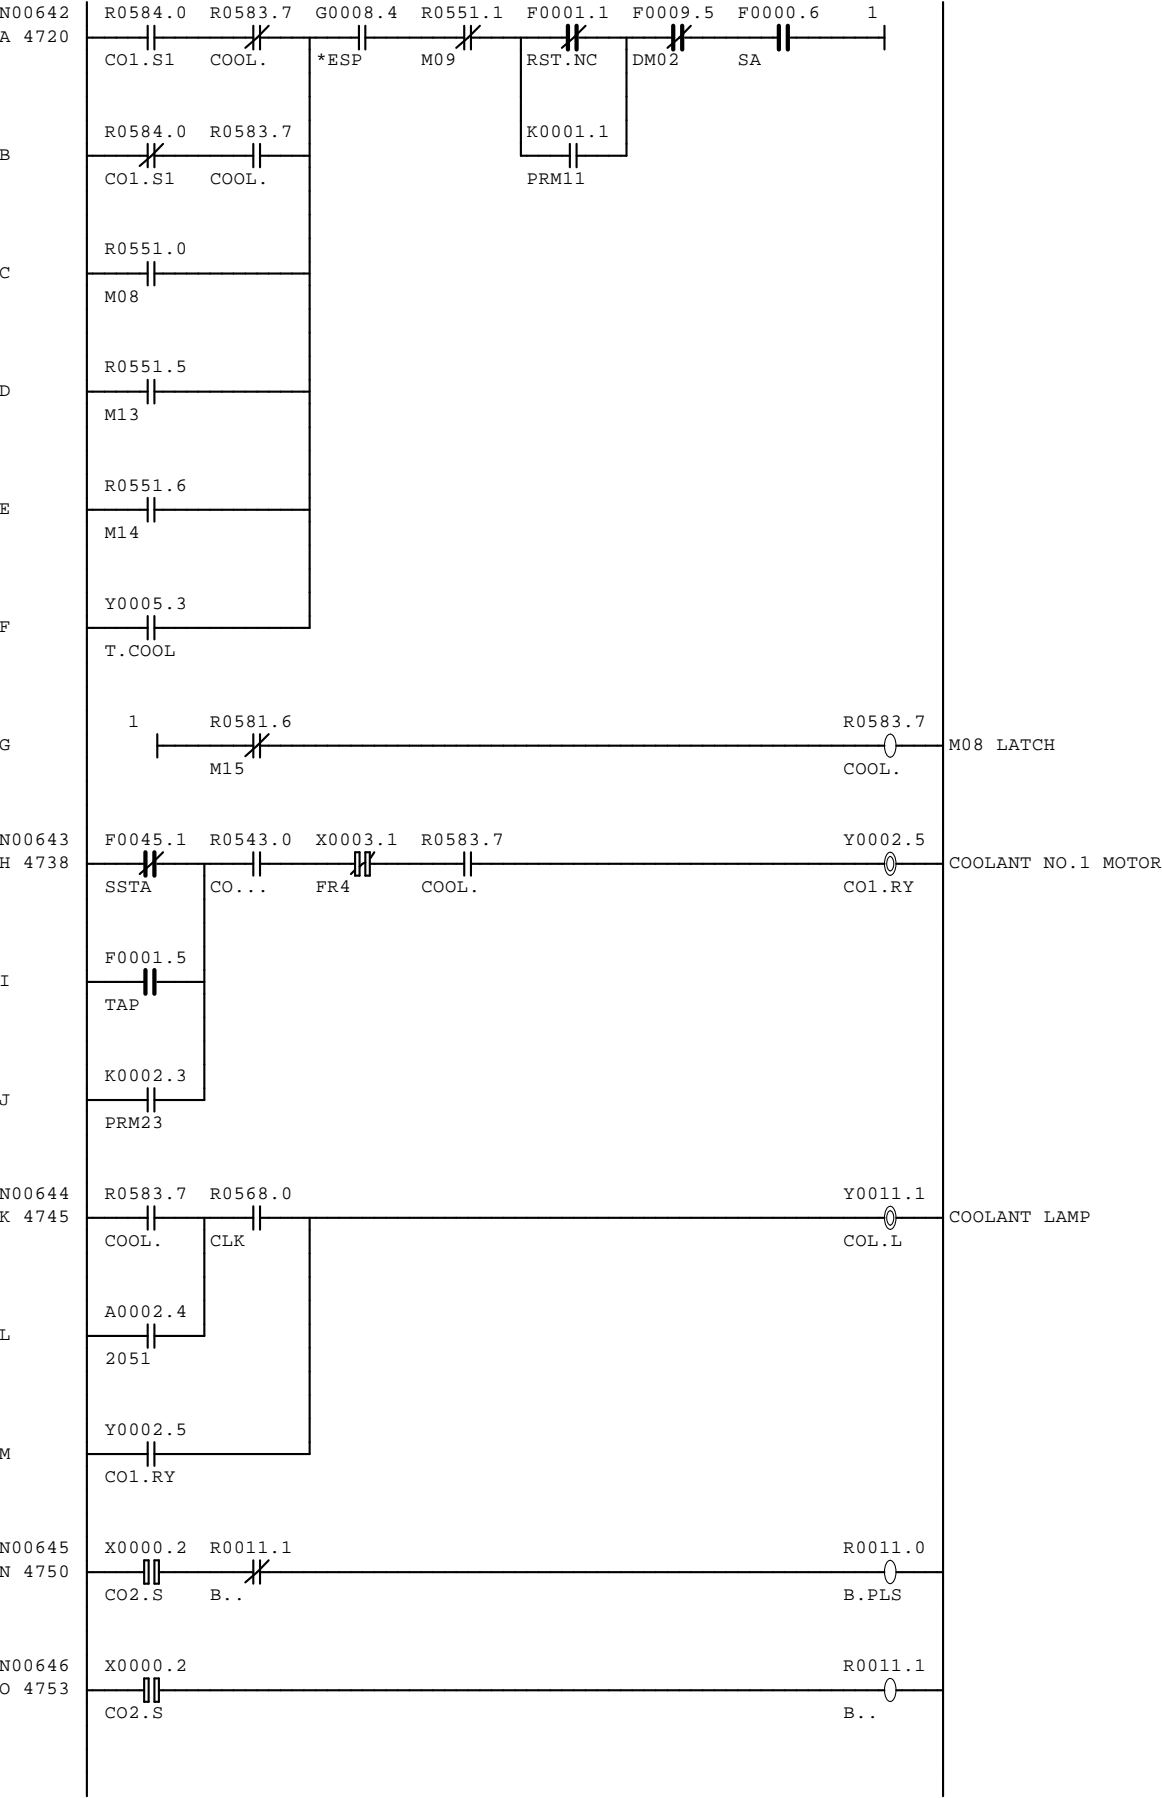 N00642 R0584.0 R0583.7 G0008.4 R0551.1 F0001.1 F0009.5 F0000.6 1
A 4720
CO1.S1 COOL. *ESP M09 RST.NC DM02 SA
R0584.0 R0583.7 K0001.1
B
CO1.S1 COOL. PRM11
R0551.0
C
M08
R0551.5
D
M13
R0551.6
E
M14
Y0005.3
F
T.COOL
1 R0581.6 R0583.7
G M08 LATCH
M15 COOL.
N00643 F0045.1 R0543.0 X0003.1 R0583.7 Y0002.5
H 4738 COOLANT NO.1 MOTOR
SSTA CO... FR4 COOL. CO1.RY
F0001.5
I
TAP
K0002.3
J
PRM23
N00644 R0583.7 R0568.0 Y0011.1
K 4745 COOLANT LAMP
COOL. CLK COL.L
A0002.4
L
2051
Y0002.5
M
CO1.RY
N00645 X0000.2 R0011.1 R0011.0
N 4750
CO2.S B.. B.PLS
N00646 X0000.2 R0011.1
O 4753
CO2.S B..